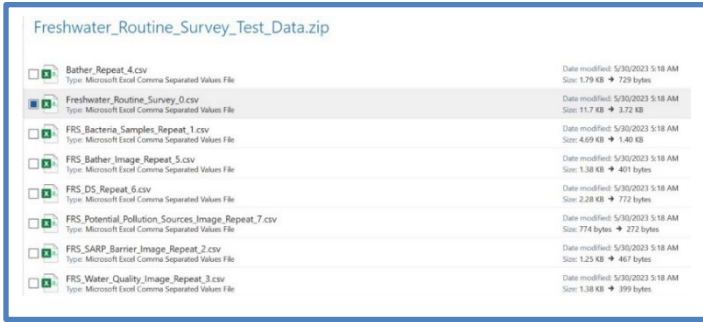 Freshwater_Routine_Survey_Test_Data.zip
Bather_Repeat_4.csv Date modified: 5/30/2023 5:18 AM
Type: Microsoft Excel Comma Separated Values File Size: 1.79 KB → 729 bytes
Freshwater_Routine_Survey_0.csv Date modified: 5/30/2023 5:18 AM
Type: Microsoft Excel Comma Separated Values File Size: 11.7 KB → 3.72 KB
FRS_Bacteria_Samples_Repeat_1.csv Date modified: 5/30/2023 5:18 AM
Type: Microsoft Excel Comma Separated Values File Size: 4.69 KB → 1.40 KB
FRS_Bather_Image_Repeat_5.csv Date modified: 5/30/2023 5:18 AM
Type: Microsoft Excel Comma Separated Values File Size: 1.38 KB → 401 bytes
FRS_DS_Repeat_6.csv Date modified: 5/30/2023 5:18 AM
Type: Microsoft Excel Comma Separated Values File Size: 2.28 KB → 772 bytes
FRS_Potential_Pollution_Sources_Image_Repeat_7.csv Date modified: 5/30/2023 5:18 AM
Type: Microsoft Excel Comma Separated Values File Size: 774 bytes → 272 bytes
FRS_SARP_Barrier_Image_Repeat_2.csv Date modified: 5/30/2023 5:18 AM
Type: Microsoft Excel Comma Separated Values File Size: 1.25 KB → 467 bytes
FRS_Water_Quality_Image_Repeat_3.csv Date modified: 5/30/2023 5:18 AM
Type: Microsoft Excel Comma Separated Values File Size: 1.38 KB → 399 bytes